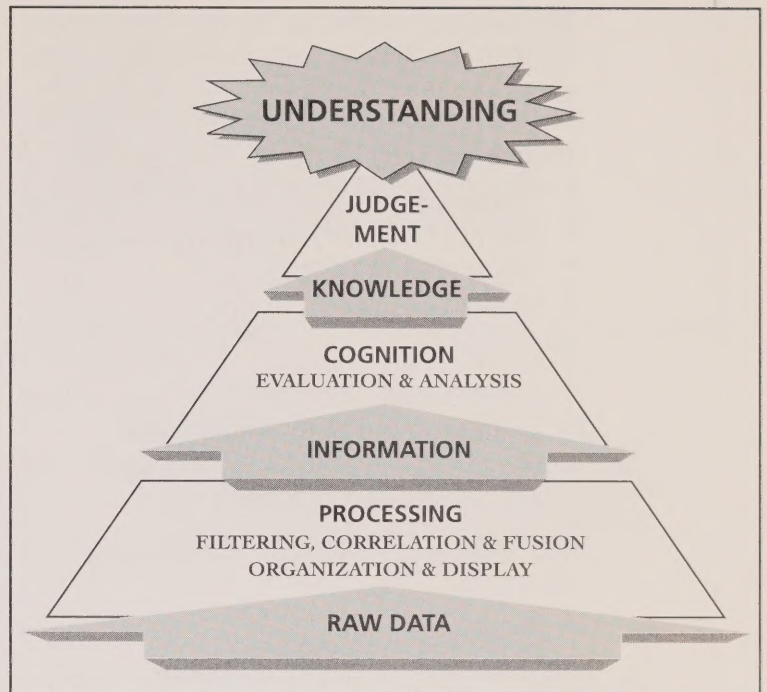 UNDERSTANDING
JUDGE-
MENT
KNOWLEDGE
COGNITION
EVALUATION & ANALYSIS
INFORMATION
PROCESSING
FILTERING, CORRELATION & FUSION
ORGANIZATION & DISPLAY
RAW DATA